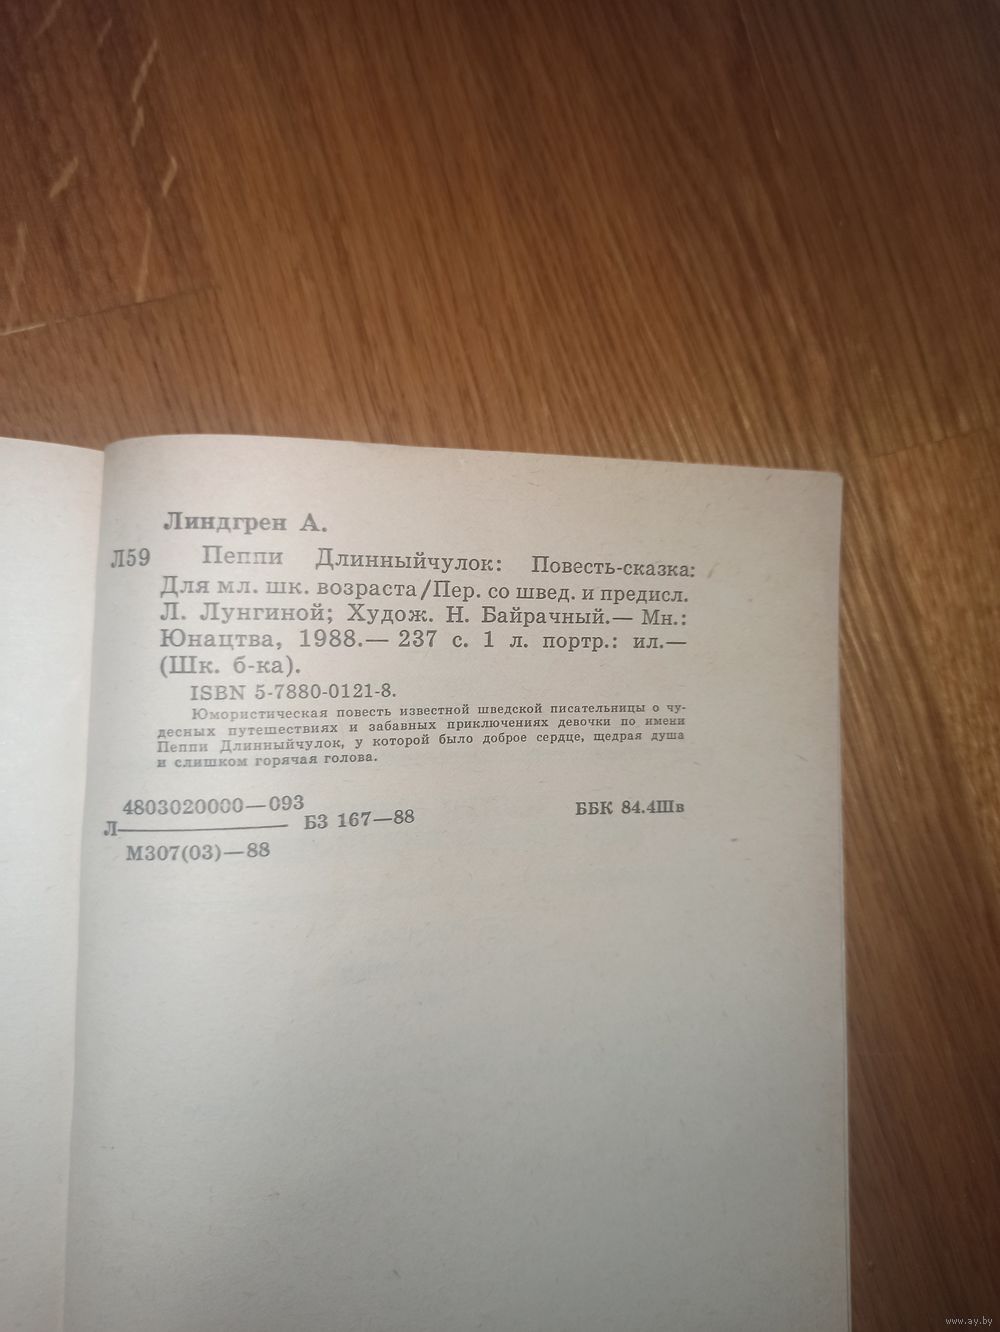 Линдгрен А.
Л59 Пеппи Длинныйчулок: Повесть-сказка:
Для мл. шк. возраста/Пер. со швед. и предисл.
Л. Лунгиной; Худож. Н. Байрачный.— Мн.:
Юнацтва, 1988.— 237 с. 1 л. портр.: ил.—
(Шк. б-ка).
ISBN 5-7880-0121-8.
Юмористическая повесть известной шведской писательницы о чу-
десных путешествиях и забавных приключениях девочки по имени
Пеппи Длинныйчулок, у которой было доброе сердце, щедрая душа
и слишком горячая голова.
4803020000—093
Л БЗ 167—88 ББК 84.4Шв
М307(03)—88
www.ay.by